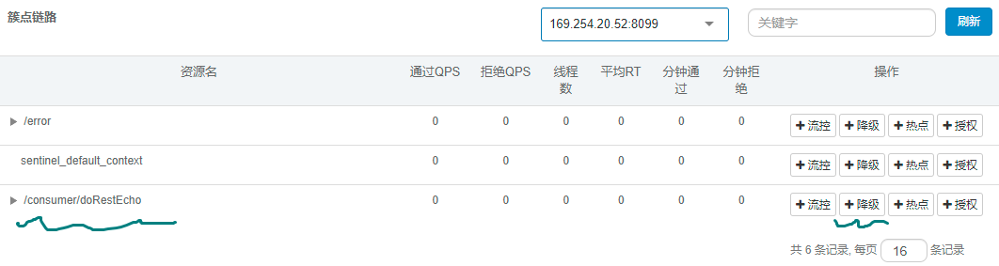 簇点链路
169.254.20.52:8099 关键字 刷新
资源名 通过QPS 拒绝QPS 线程数 平均RT 分钟通过 分钟拒绝 操作
/error 0 0 0 0 0 0 流控 降级 热点 授权
sentinel_default_context 0 0 0 0 0 0 流控 降级 热点 授权
/consumer/doRestEcho 0 0 0 0 0 0 流控 降级 热点 授权
共 6 条记录, 每页 16 条记录